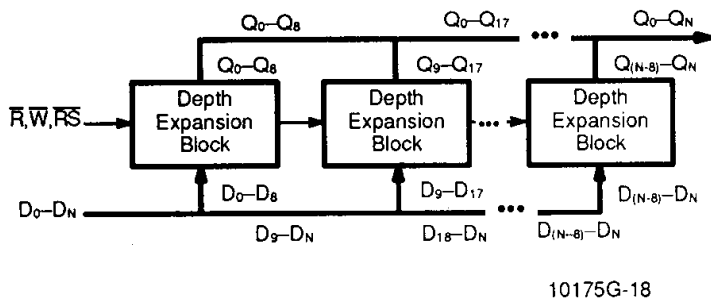 Q0–Q8 Q0–Q17 ••• Q0–QN
Q0–Q8 Q9–Q17 Q(N-8)–QN
R̅,W̅,R̅S̅
Depth Expansion Block
Depth Expansion Block
•••
Depth Expansion Block
D0–D8 D9–D17 D(N-8)–DN
D0–DN
•••
D9–DN D18–DN D(N-8)–DN
10175G-18